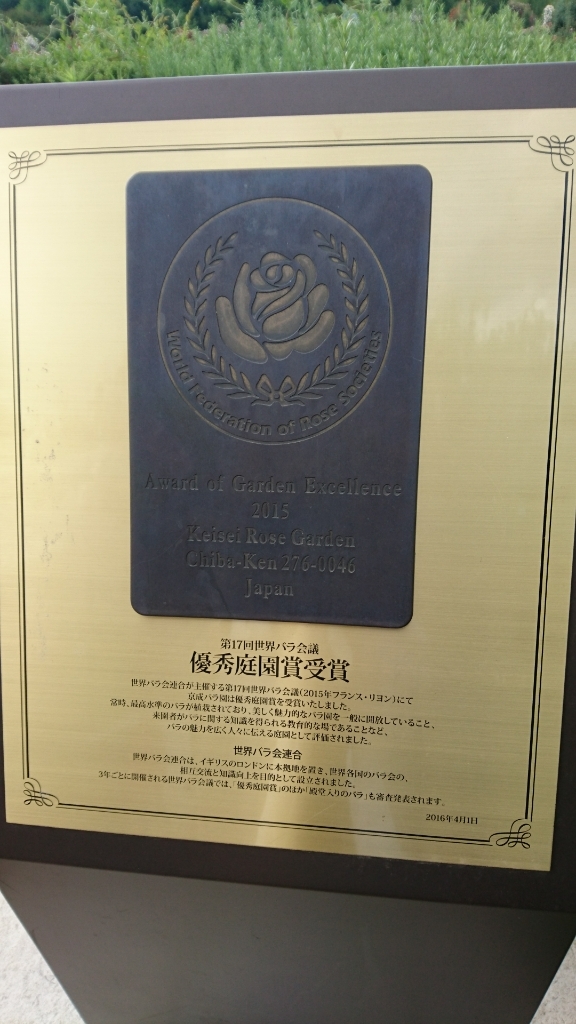 World Federation of Rose Societies
Award of Garden Excellence
2015
Keisei Rose Garden
Chiba-Ken 276-0046
Japan
第17回世界バラ会議
優秀庭園賞受賞
世界バラ会連合が主催する第17回世界バラ会議(2015年フランス・リヨン)にて
京成バラ園は優秀庭園賞を受賞いたしました。
常時、最高水準のバラが植栽されており、美しく魅力的なバラ園を一般に開放していること、
来園者がバラに関する知識を得られる教育的な場であることなど、
バラの魅力を広く人々に伝える庭園として評価されました。
世界バラ会連合
世界バラ会連合は、イギリスのロンドンに本拠地を置き、世界各国のバラ会の、
相互交流と知識向上を目的として設立されました。
3年ごとに開催される世界バラ会議では、「優秀庭園賞」のほか「殿堂入りのバラ」も審査発表されます。
2016年4月1日